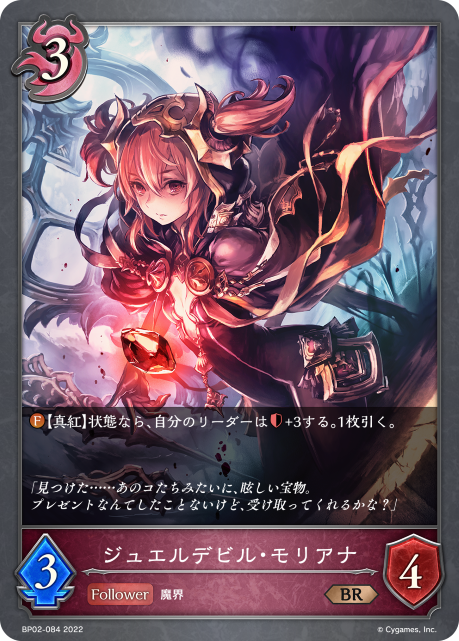 3
F【真紅】状態なら、自分のリーダーは+3する。1枚引く。
「見つけた……あのコたちみたいに、眩しい宝物。
プレゼントなんてしたことないけど、受け取ってくれるかな？」
ジュエルデビル・モリアナ
3
Follower 魔界
BR
4
BP02-084 2022
© Cygames, Inc.